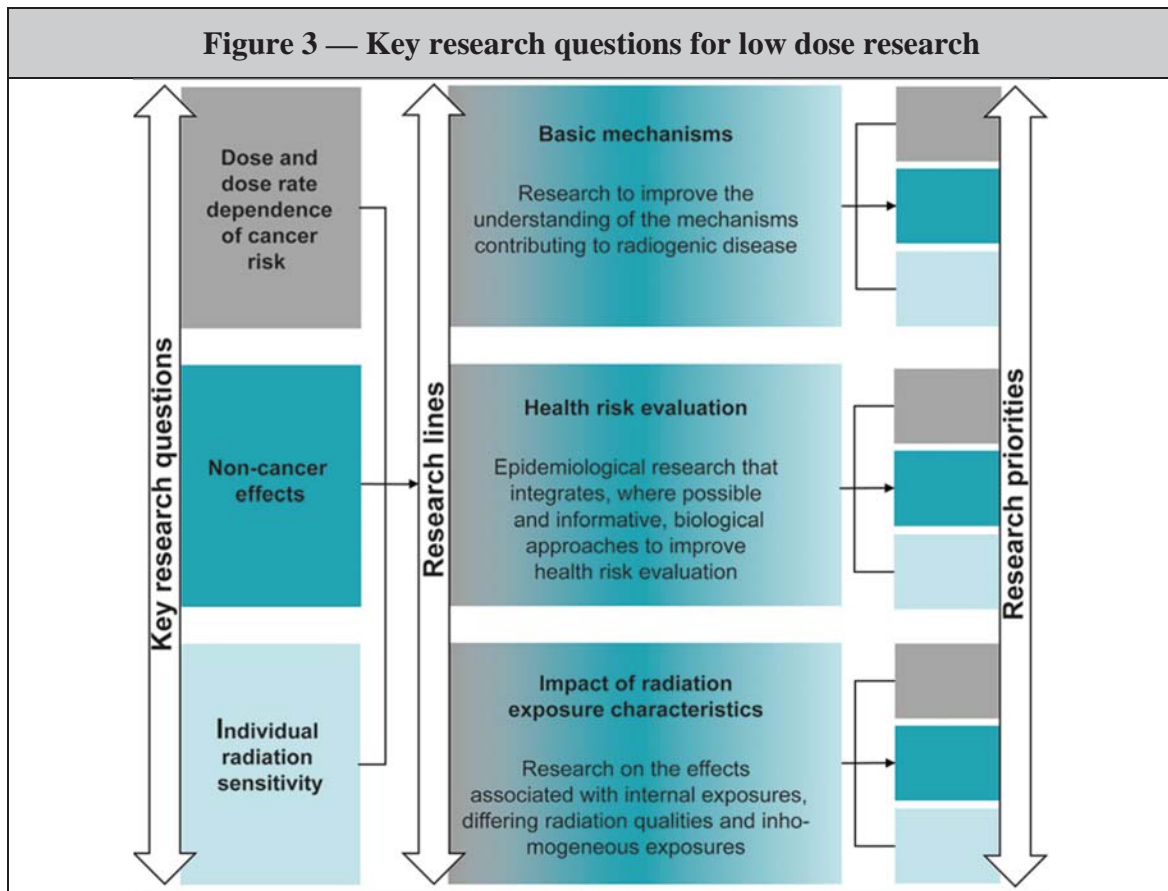 Figure 3 — Key research questions for low dose research
Key research questions
Dose and
dose rate
dependence
of cancer
risk
Non-cancer
effects
Individual
radiation
sensitivity
Research lines
Basic mechanisms
Research to improve the
understanding of the mechanisms
contributing to radiogenic disease
Health risk evaluation
Epidemiological research that
integrates, where possible
and informative, biological
approaches to improve
health risk evaluation
Impact of radiation
exposure characteristics
Research on the effects
associated with internal exposures,
differing radiation qualities and inho-
mogeneous exposures
Research priorities